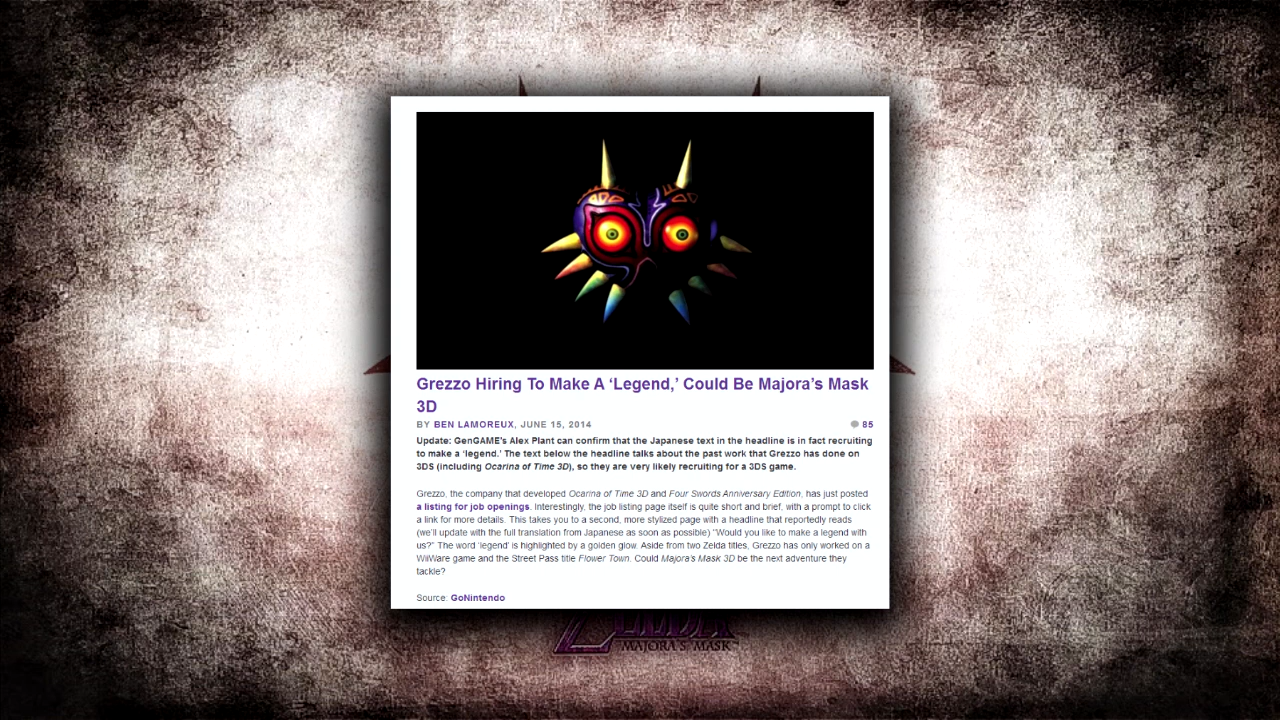 Grezzo Hiring To Make A ‘Legend,’ Could Be Majora’s Mask
3D
BY BEN LAMOREUX, JUNE 15, 2014
85
Update: GenGAME's Alex Plant can confirm that the Japanese text in the headline is in fact recruiting
to make a 'legend.' The text below the headline talks about the past work that Grezzo has done on
3DS (including Ocarina of Time 3D), so they are very likely recruiting for a 3DS game.
Grezzo, the company that developed Ocarina of Time 3D and Four Swords Anniversary Edition, has just posted
a listing for job openings. Interestingly, the job listing page itself is quite short and brief, with a prompt to click
a link for more details. This takes you to a second, more stylized page with a headline that reportedly reads
(we'll update with the full translation from Japanese as soon as possible) "Would you like to make a legend with
us?" The word 'legend' is highlighted by a golden glow. Aside from two Zelda titles, Grezzo has only worked on a
WiiWare game and the Street Pass title Flower Town. Could Majora's Mask 3D be the next adventure they
tackle?
Source: GoNintendo
MAJORA'S MASK